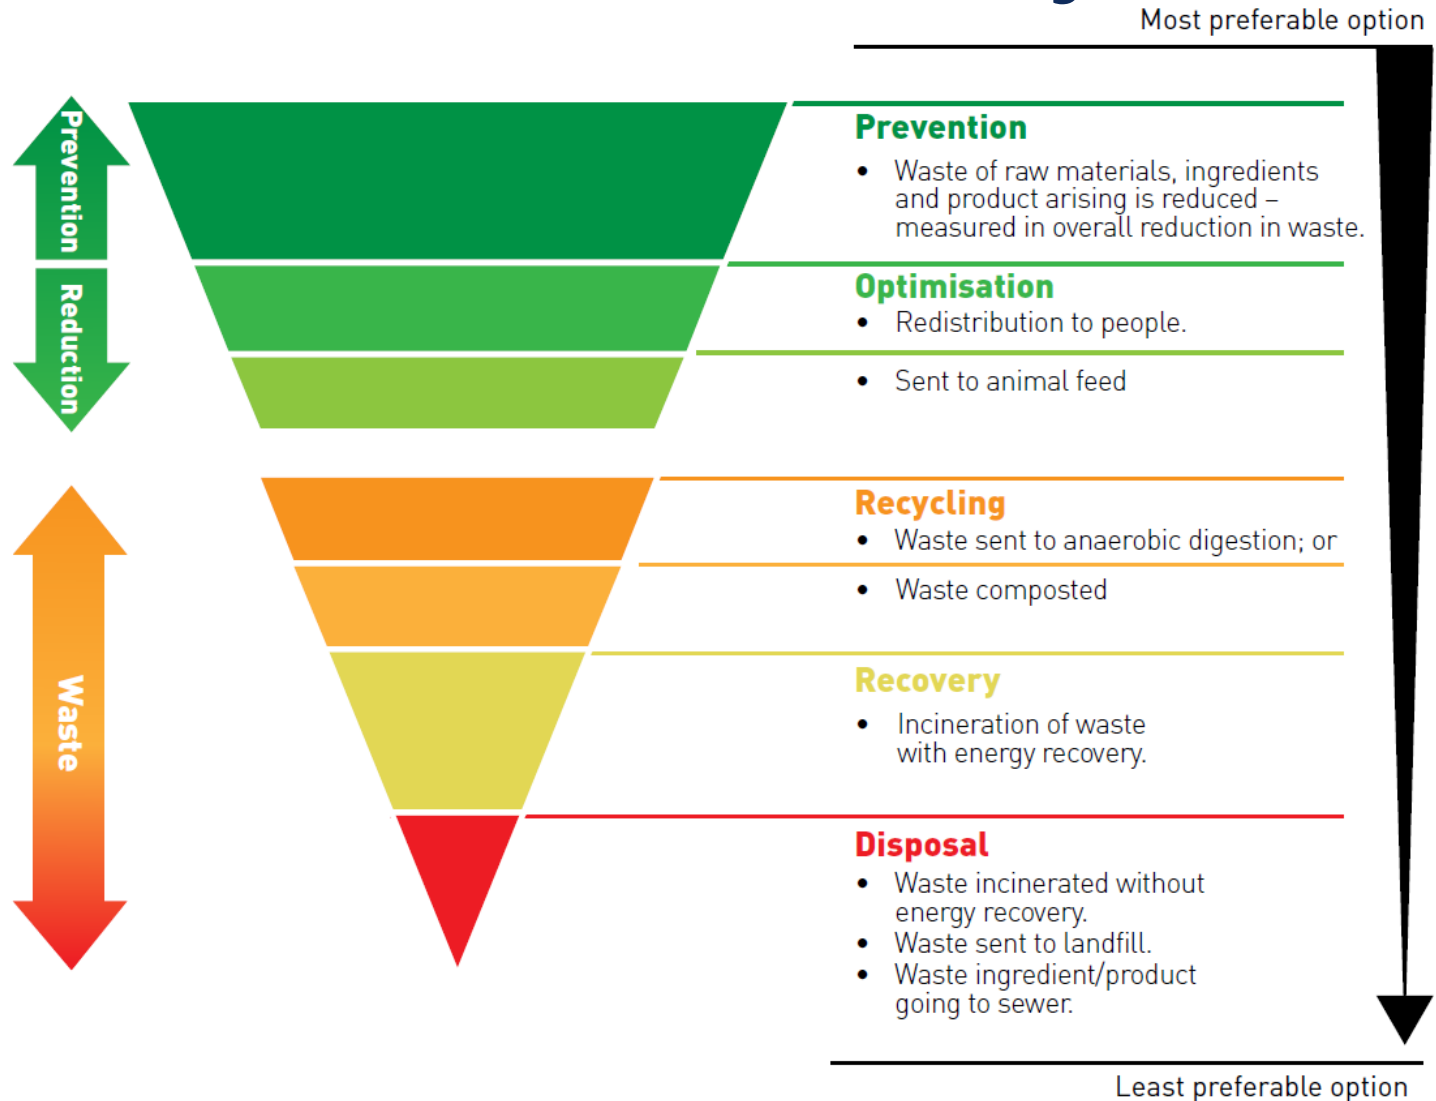 Most preferable option
Prevention
Reduction
Waste
Prevention
• Waste of raw materials, ingredients
and product arising is reduced –
measured in overall reduction in waste.
Optimisation
• Redistribution to people.
• Sent to animal feed
Recycling
• Waste sent to anaerobic digestion; or
• Waste composted
Recovery
• Incineration of waste
with energy recovery.
Disposal
• Waste incinerated without
energy recovery.
• Waste sent to landfill.
• Waste ingredient/product
going to sewer.
Least preferable option